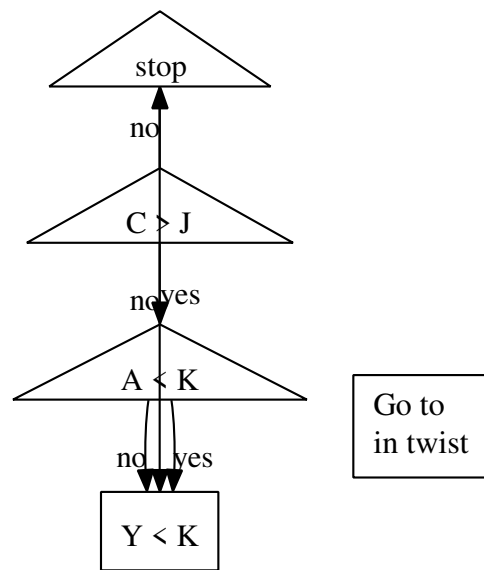 stop
no
C > J
no
yes
A < K
Go to
in twist
no
yes
Y < K